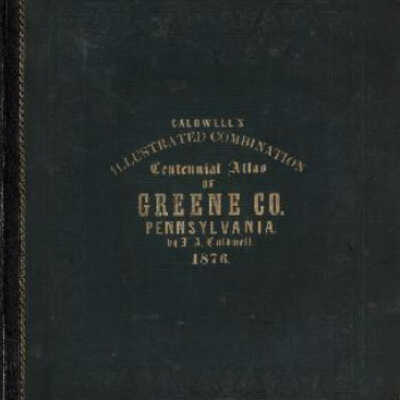 CALDWELL'S
ILLUSTRATED COMBINATION
Centennial Atlas
OF
GREENE CO.
PENNSYLVANIA.
by J. A. Caldwell.
1876.